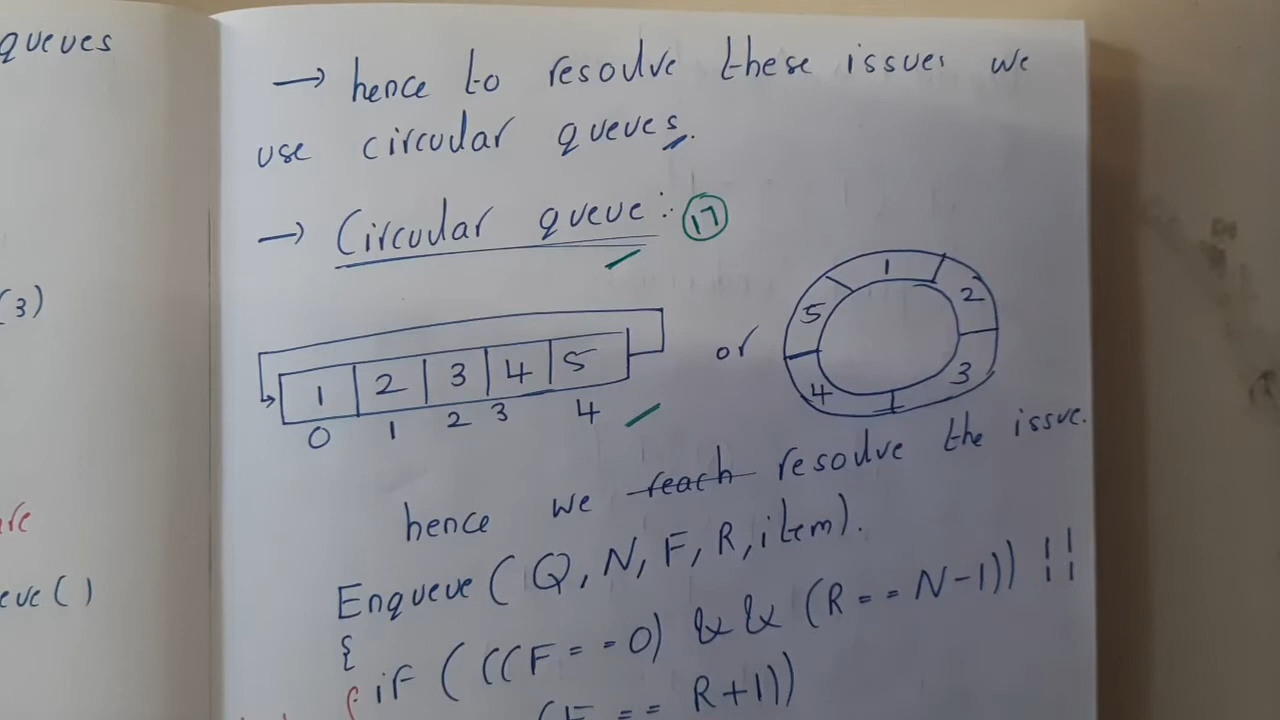 queues
→ hence to resolve these issues we
use circular queues.
→ Circular queue :- 17
1 2 3 4 5
0 1 2 3 4
or
1 2 3 4 5
(3)
hence we reach resolve the issue.
Enqueue ( Q, N, F, R, item).
{
if ( ((F == 0) && (R == N-1)) ||
(F == R+1))